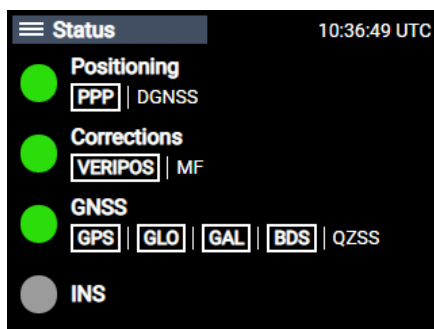 Status 10:36:49 UTC
Positioning
PPP | DGNSS
Corrections
VERIPOS | MF
GNSS
GPS | GLO | GAL | BDS | QZSS
INS